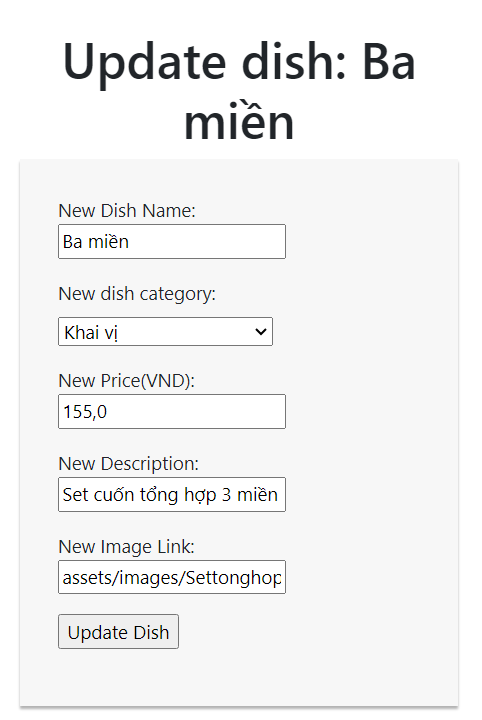 Update dish: Ba
miền
New Dish Name:
Ba miền
New dish category:
Khai vị
New Price(VND):
155,0
New Description:
Set cuốn tổng hợp 3 miền
New Image Link:
assets/images/Settonghop
Update Dish